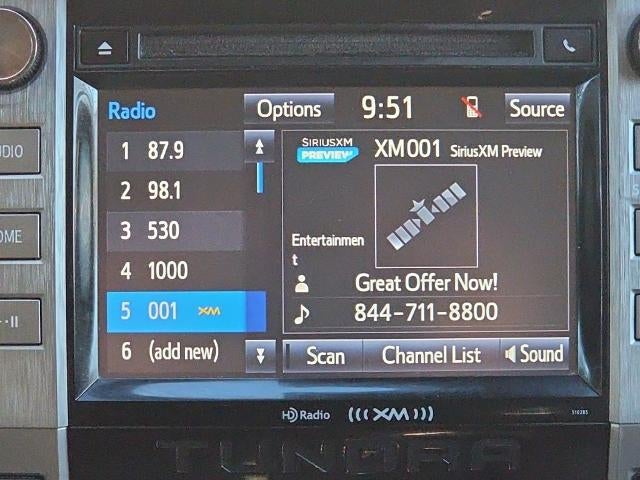 Radio Options 9:51 Source
1 87.9
2 98.1
3 530
4 1000
5 001 XM
6 (add new)
SIRIUSXM PREVIEW XM001 SiriusXM Preview
Entertainmen
t
Great Offer Now!
844-711-8800
Scan Channel List Sound
HD Radio (((XM)))
510285
TUNDRA